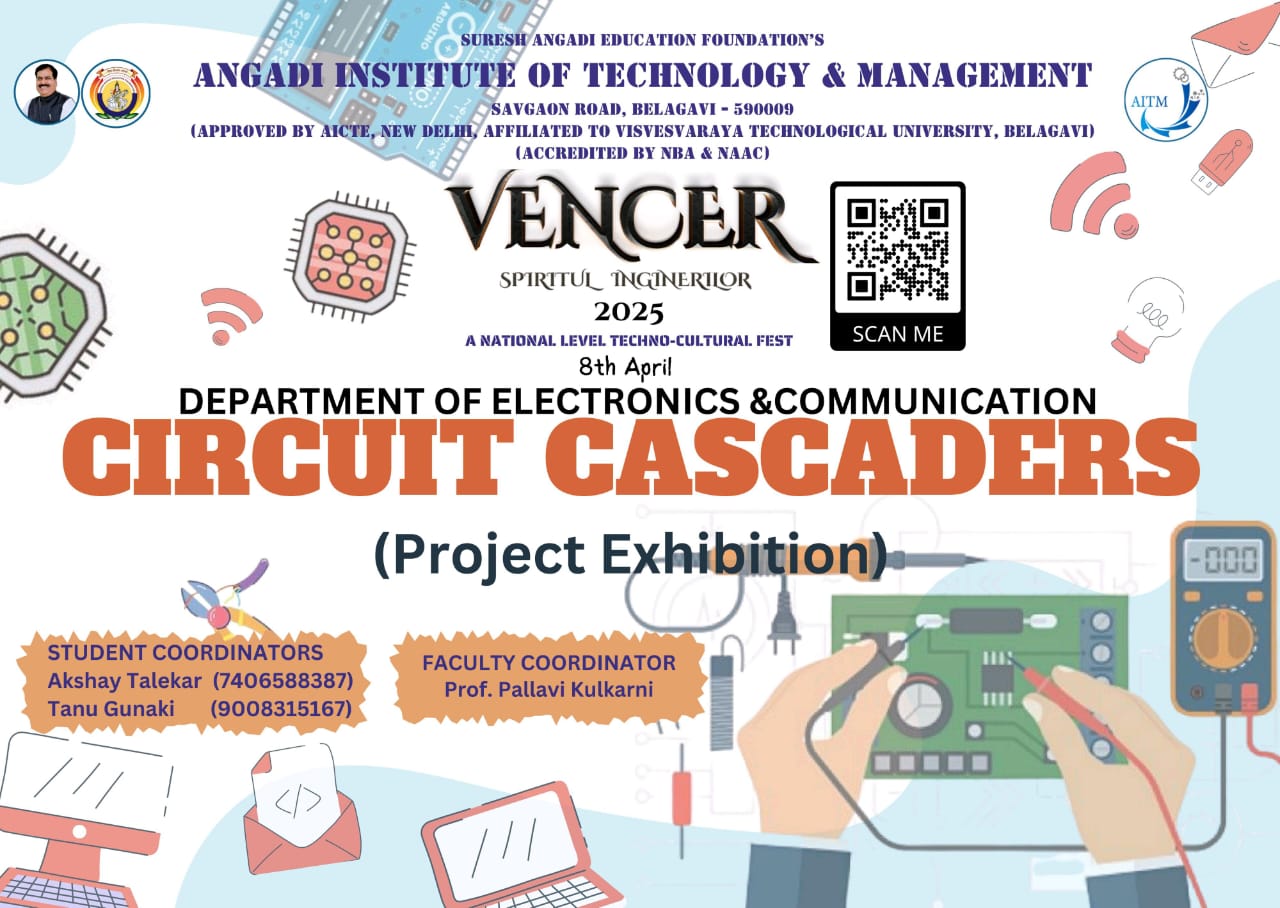 SURESH ANGADI EDUCATION FOUNDATION'S
ANGADI INSTITUTE OF TECHNOLOGY & MANAGEMENT
SAVGAON ROAD, BELAGAVI - 590009
(APPROVED BY AICTE, NEW DELHI, AFFILIATED TO VISVESVARAYA TECHNOLOGICAL UNIVERSITY, BELAGAVI)
(ACCREDITED BY NBA & NAAC)
ARDUINO
AITM
VENCER
SPIRITUL INGINERILOR
2025
A NATIONAL LEVEL TECHNO-CULTURAL FEST
8th April
SCAN ME
DEPARTMENT OF ELECTRONICS &COMMUNICATION
CIRCUIT CASCADERS
(Project Exhibition)
-000
STUDENT COORDINATORS
Akshay Talekar (7406588387)
Tanu Gunaki (9008315167)
FACULTY COORDINATOR
Prof. Pallavi Kulkarni